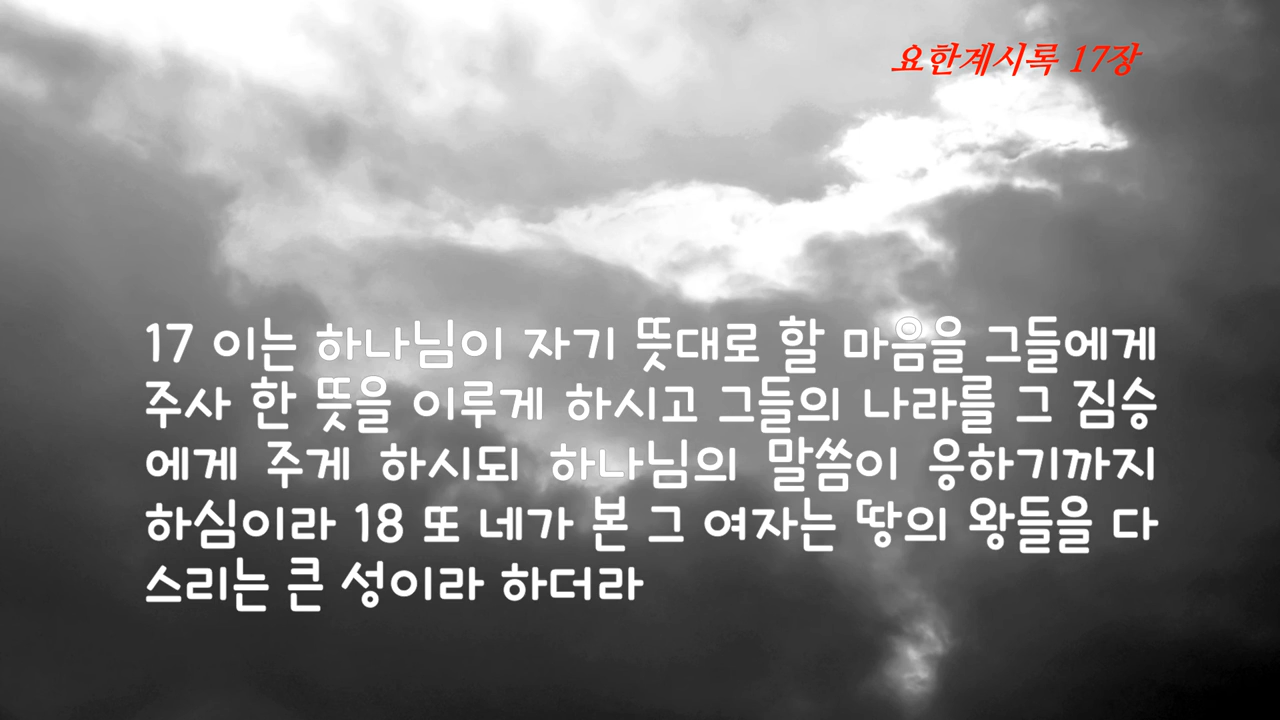 요한계시록 17장
17 이는 하나님이 자기 뜻대로 할 마음을 그들에게
주사 한 뜻을 이루게 하시고 그들의 나라를 그 짐승
에게 주게 하시되 하나님의 말씀이 응하기까지
하심이라 18 또 네가 본 그 여자는 땅의 왕들을 다
스리는 큰 성이라 하더라